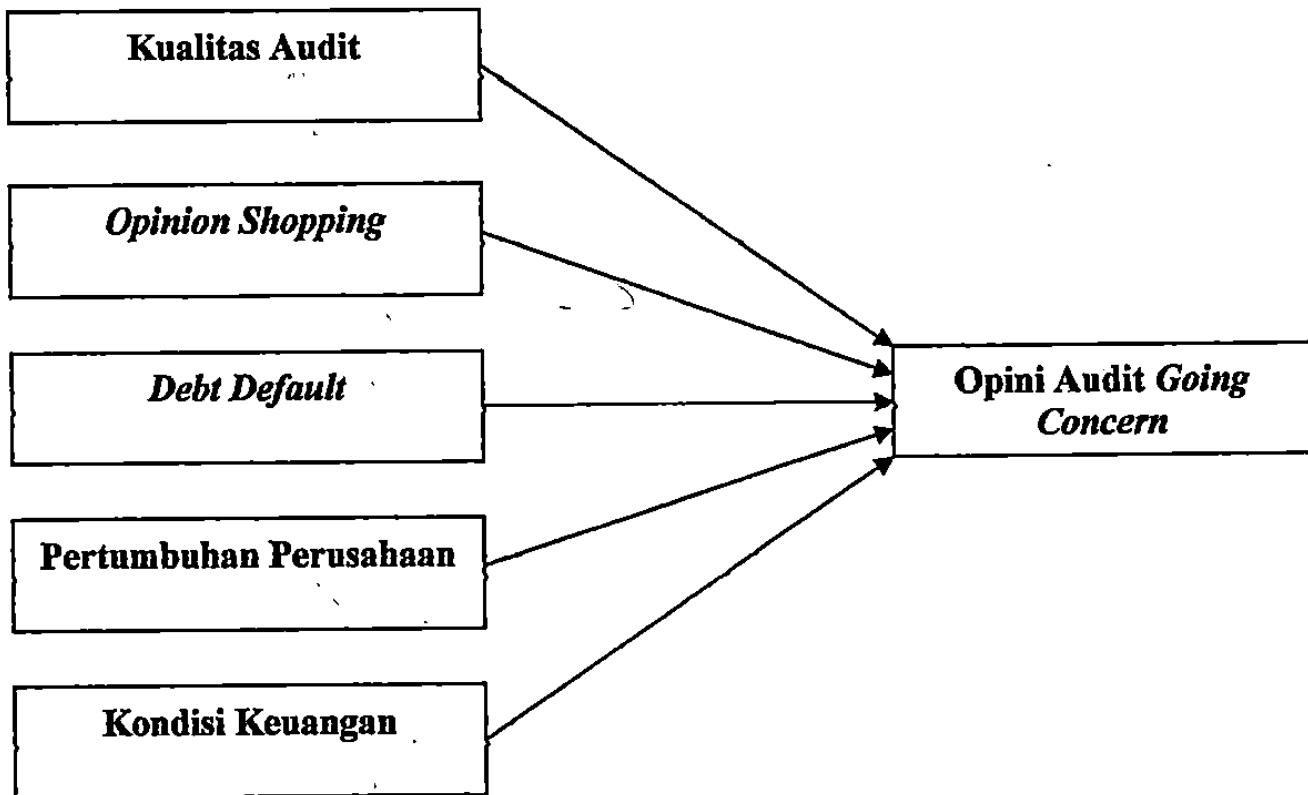 Kualitas Audit
Opinion Shopping
Debt Default
Opini Audit Going
Concern
Pertumbuhan Perusahaan
Kondisi Keuangan